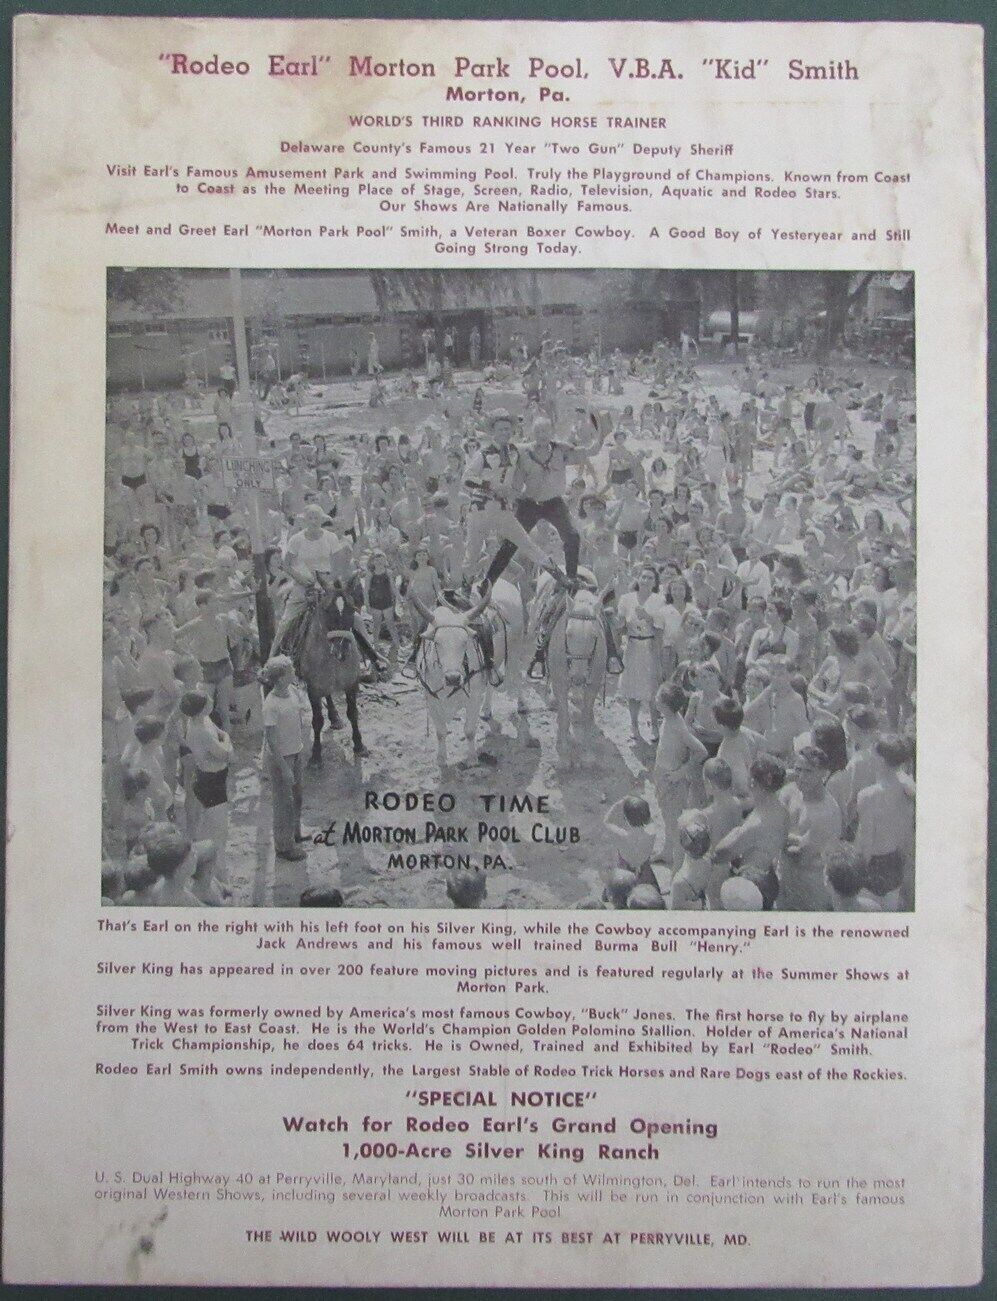 "Rodeo Earl" Morton Park Pool, V.B.A. "Kid" Smith
Morton, Pa.
WORLD'S THIRD RANKING HORSE TRAINER
Delaware County's Famous 21 Year "Two Gun" Deputy Sheriff
Visit Earl's Famous Amusement Park and Swimming Pool. Truly the Playground of Champions. Known from Coast
to Coast as the Meeting Place of Stage, Screen, Radio, Television, Aquatic and Rodeo Stars.
Our Shows Are Nationally Famous.
Meet and Greet Earl "Morton Park Pool" Smith, a Veteran Boxer Cowboy. A Good Boy of Yesteryear and Still
Going Strong Today.
LUNCHING
ONLY
RODEO TIME
at MORTON PARK POOL CLUB
MORTON, PA.
That's Earl on the right with his left foot on his Silver King, while the Cowboy accompanying Earl is the renowned
Jack Andrews and his famous well trained Burma Bull "Henry."
Silver King has appeared in over 200 feature moving pictures and is featured regularly at the Summer Shows at
Morton Park.
Silver King was formerly owned by America's most famous Cowboy, "Buck" Jones. The first horse to fly by airplane
from the West to East Coast. He is the World's Champion Golden Polomino Stallion. Holder of America's National
Trick Championship, he does 64 tricks. He is Owned, Trained and Exhibited by Earl "Rodeo" Smith.
Rodeo Earl Smith owns independently, the Largest Stable of Rodeo Trick Horses and Rare Dogs east of the Rockies.
"SPECIAL NOTICE"
Watch for Rodeo Earl's Grand Opening
1,000-Acre Silver King Ranch
U. S. Dual Highway 40 at Perryville, Maryland, just 30 miles south of Wilmington, Del. Earl intends to run the most
original Western Shows, including several weekly broadcasts. This will be run in conjunction with Earl's famous
Morton Park Pool
THE WILD WOOLY WEST WILL BE AT ITS BEST AT PERRYVILLE, MD.